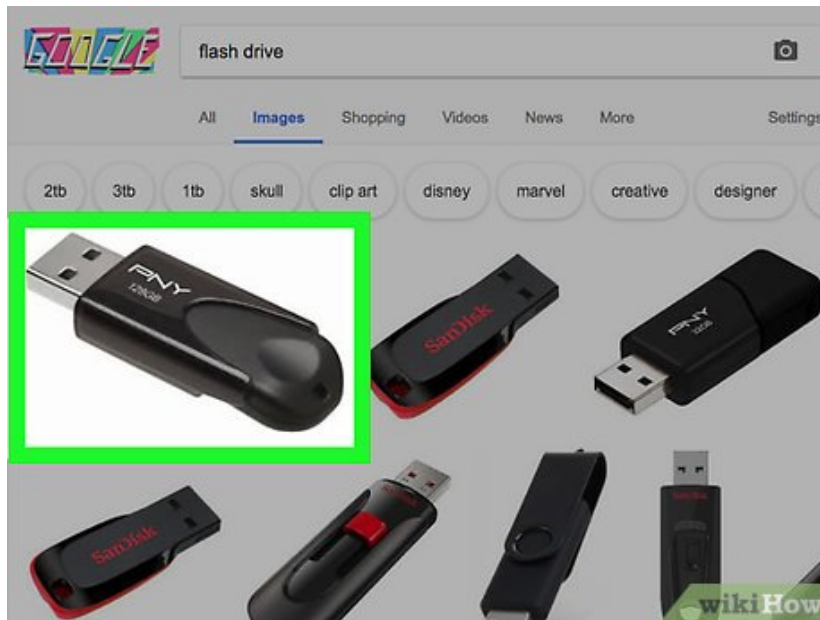 GOOGLE
flash drive
All Images Shopping Videos News More Settings
2tb 3tb 1tb skull clip art disney marvel creative designer
PNY
128GB
SanDisk
PNY
32GB
SanDisk
SanDisk
wikiHow